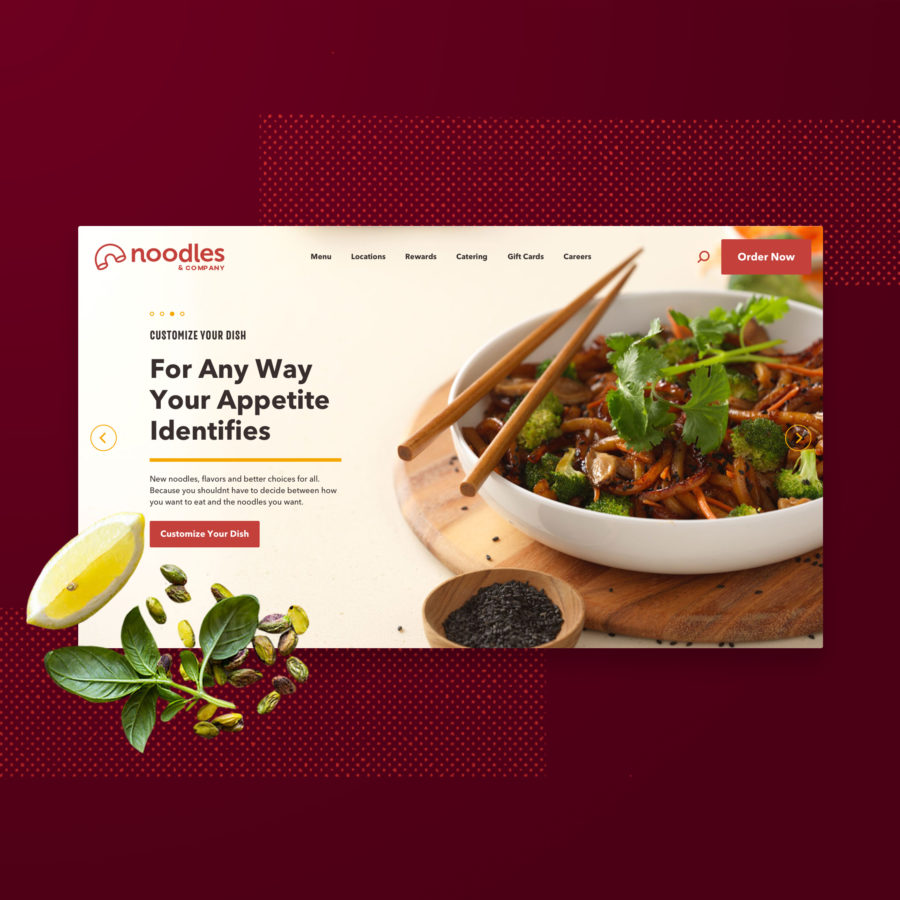 noodles
& COMPANY
Menu Locations Rewards Catering Gift Cards Careers
Order Now
CUSTOMIZE YOUR DISH
For Any Way
Your Appetite
Identifies
New noodles, flavors and better choices for all.
Because you shouldnt have to decide between how
you want to eat and the noodles you want.
Customize Your Dish